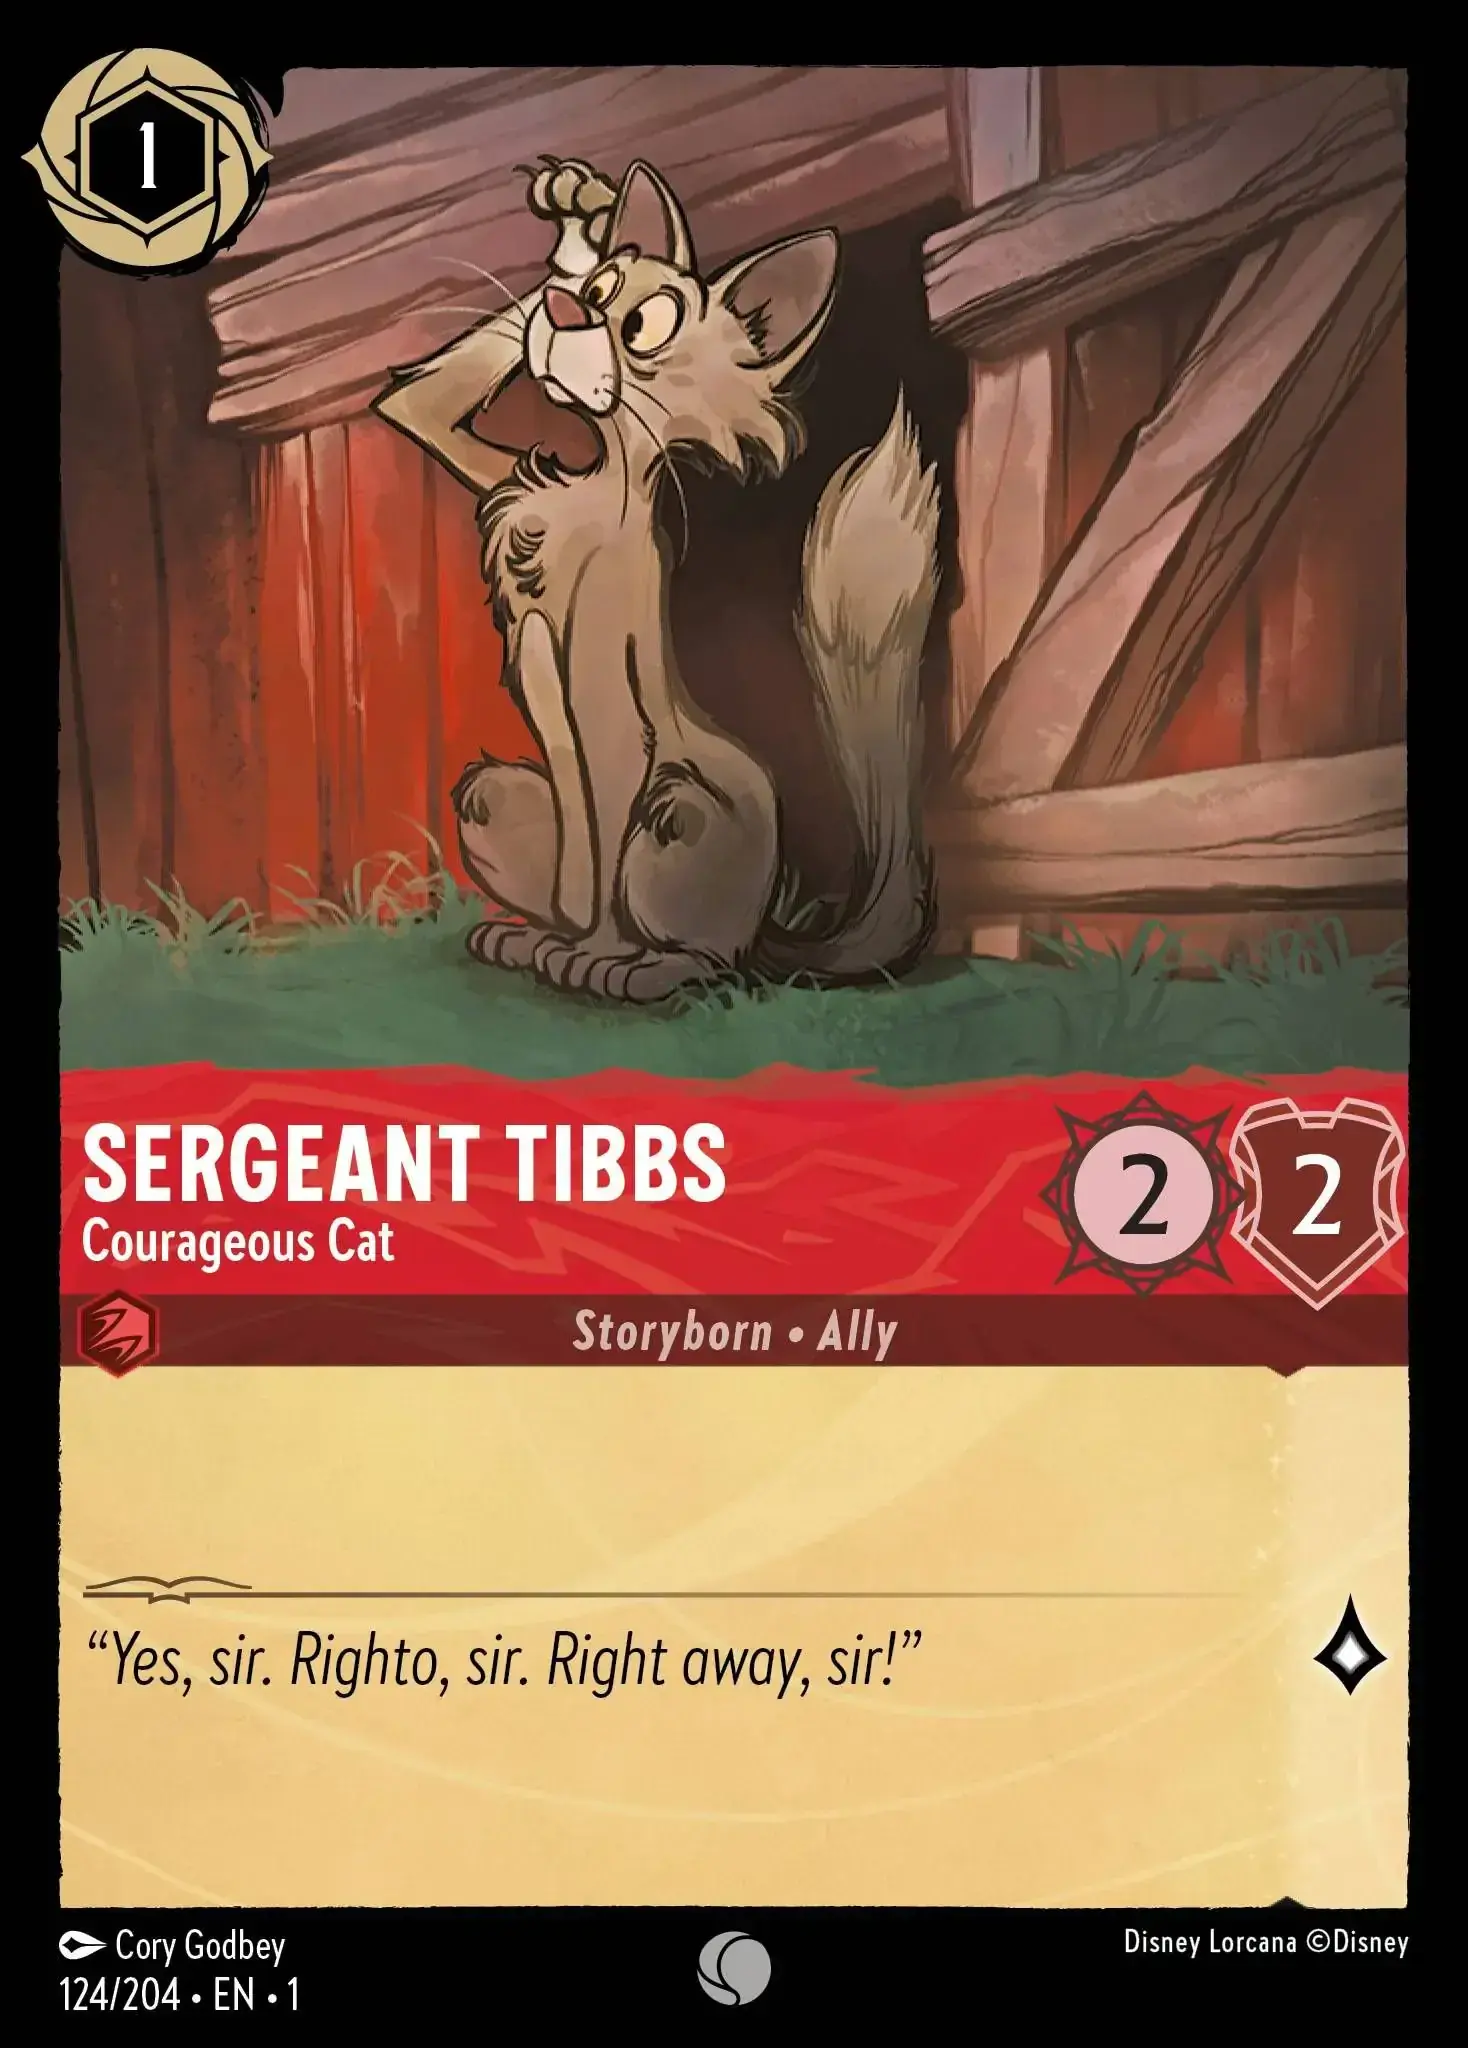 1
SERGEANT TIBBS
Courageous Cat
2
2
Storyborn • Ally
“Yes, sir. Righto, sir. Right away, sir!”
Cory Godbey
124/204 • EN • 1
Disney Lorcana ©Disney